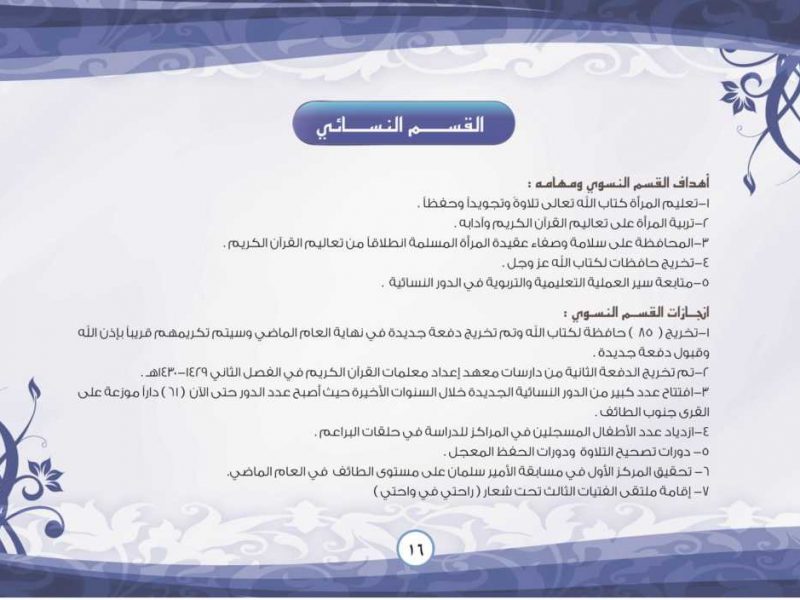 القسم النسائي
أهداف القسم النسوي ومهامه :
١-تعليم المرأة كتاب الله تعالى تلاوة وتجويداً وحفظاً .
٢-تربية المرأة على تعاليم القرآن الكريم وآدابه .
٣-المحافظة على سلامة وصفاء عقيدة المرأة المسلمة انطلاقاً من تعاليم القرآن الكريم .
٤-تخريج حافظات لكتاب الله عز وجل .
٥-متابعة سير العملية التعليمية والتربوية في الدور النسائية .
انجازات القسم النسوي :
١-تخريج ( ٨٥ ) حافظة لكتاب الله وتم تخريج دفعة جديدة في نهاية العام الماضي وسيتم تكريمهم قريباً بإذن الله
وقبول دفعة جديدة .
٢-تم تخريج الدفعة الثانية من دارسات معهد إعداد معلمات القرآن الكريم في الفصل الثاني ١٤٢٩-١٤٣٠هـ .
٣-افتتاح عدد كبير من الدور النسائية الجديدة خلال السنوات الأخيرة حيث أصبح عدد الدور حتى الآن ( ٦١ ) داراً موزعة على
القرى جنوب الطائف .
٤-ازدياد عدد الأطفال المسجلين في المراكز للدراسة في حلقات البراعم .
٥- دورات تصحيح التلاوة ودورات الحفظ المعجل .
٦- تحقيق المركز الأول في مسابقة الأمير سلمان على مستوى الطائف في العام الماضي.
٧- إقامة ملتقى الفتيات الثالث تحت شعار ( راحتي في واحتي )
١٦